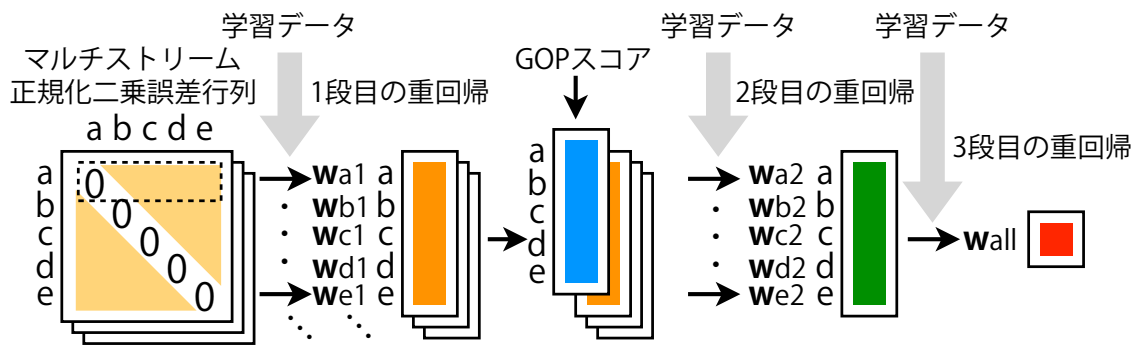 学習データ
学習データ
学習データ
マルチストリーム
正規化二乗誤差行列
1段目の重回帰
GOPスコア
2段目の重回帰
3段目の重回帰
a b c d e
a
b
c
d
e
0
0
0
0
0
wa1
wb1
wc1
wd1
we1
a
b
c
d
e
a
b
c
d
e
wa2
wb2
wc2
wd2
we2
a
b
c
d
e
wall